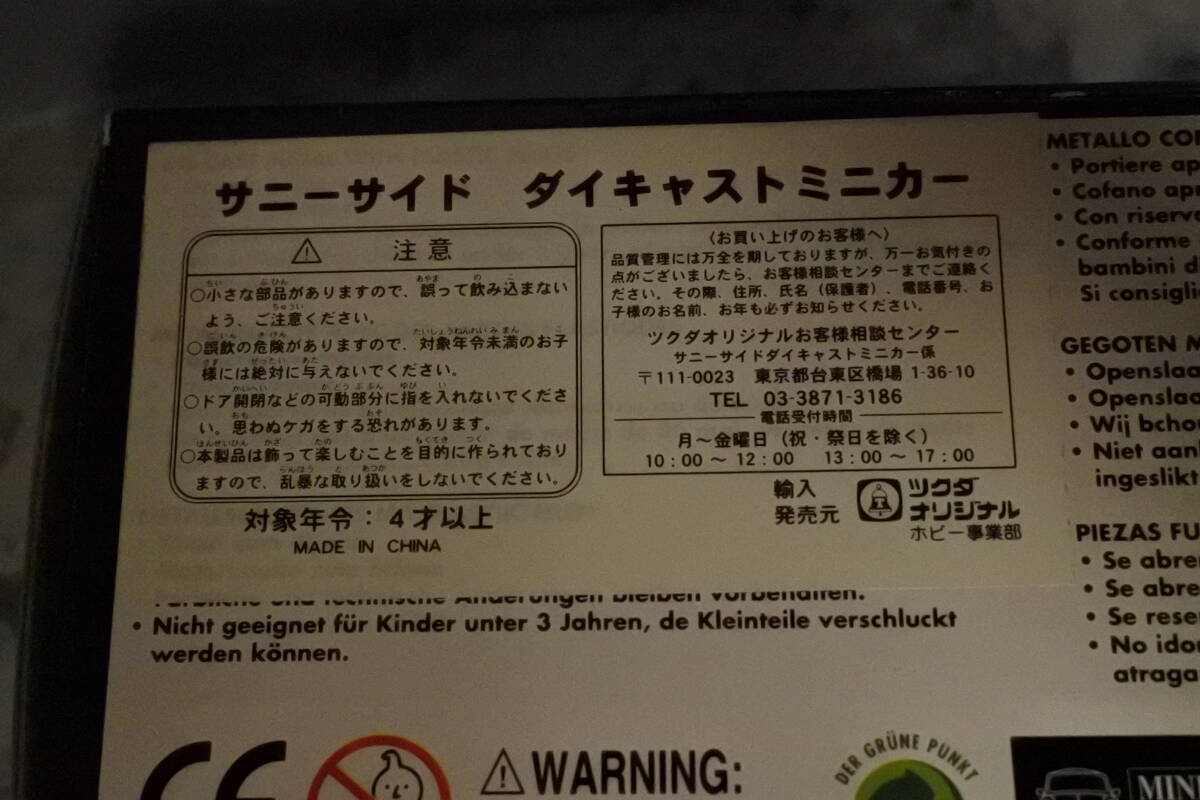 サニーサイド　ダイキャストミニカー
⚠ 注意
○小さな部品がありますので、誤って飲み込まない
よう、ご注意ください。
○誤飲の危険がありますので、対象年令未満のお子
様には絶対に与えないでください。
○ドア開閉などの可動部分に指を入れないでくださ
い。思わぬケガをする恐れがあります。
○本製品は飾って楽しむことを目的に作られており
ますので、乱暴な取り扱いをしないでください。
対象年令：4才以上
MADE IN CHINA
〈お買い上げのお客様へ〉
品質管理には万全を期しておりますが、万一お気付きの
点がございましたら、お客様相談センターまでご連絡く
ださい。その際、住所、氏名（保護者）、電話番号、お
子様のお名前、お年も必ずお知らせください。
ツクダオリジナルお客様相談センター
サニーサイドダイキャストミニカー係
〒111-0023　東京都台東区橋場 1-36-10
TEL　03-3871-3186
電話受付時間
月～金曜日（祝・祭日を除く）
10：00 ～ 12：00　13：00 ～ 17：00
輸入
発売元
ツクダ
オリジナル
ホビー事業部
Farbliche und technische Änderungen bleiben vorbehalten.
• Nicht geeignet für Kinder unter 3 Jahren, de Kleinteile verschluckt
werden können.
CE
⚠ WARNING:
DER GRÜNE PUNKT
METALLO
• Portiere
• Cofano
• Con
• Conforme
bambini
Si
GEGOTEN
•
•
• Wij
• Niet
PIEZAS
• Se
• Se
• Se
• No